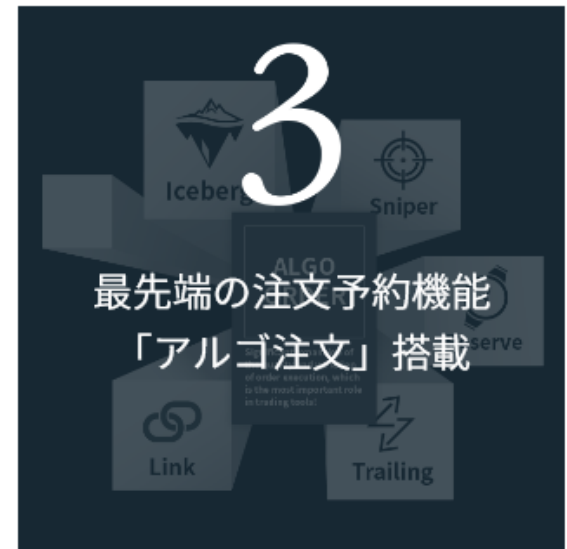 3
Iceberg
Sniper
ALGO
最先端の注文予約機能
「アルゴ注文」搭載
of order execution, which
is the most important role
in trading tools!
Link
Trailing